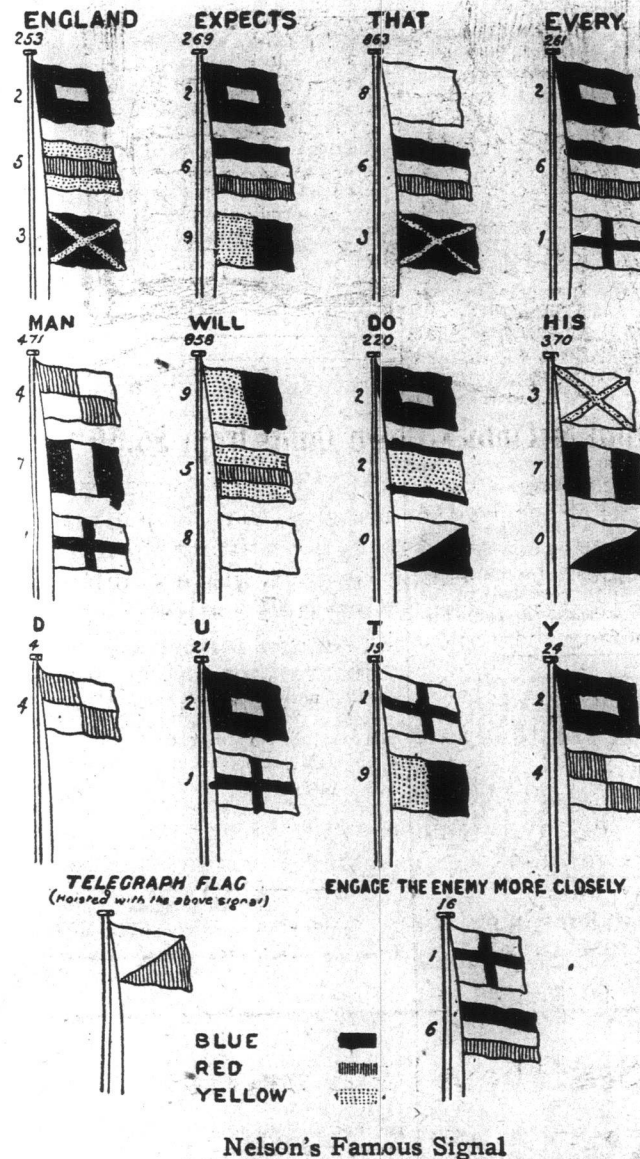 ENGLAND EXPECTS THAT EVERY
253 269 863 261
2 2 8 2
5 6 6 6
3 9 3 1
MAN WILL DO HIS
471 958 220 370
4 9 2 3
7 5 2 7
1 8 0 0
D U T Y
4 21 19 24
4 2 1 2
1 9 4
TELEGRAPH FLAG
(Hoisted with the above signal)
ENGAGE THE ENEMY MORE CLOSELY
16
1
6
BLUE
RED
YELLOW
Nelson's Famous Signal